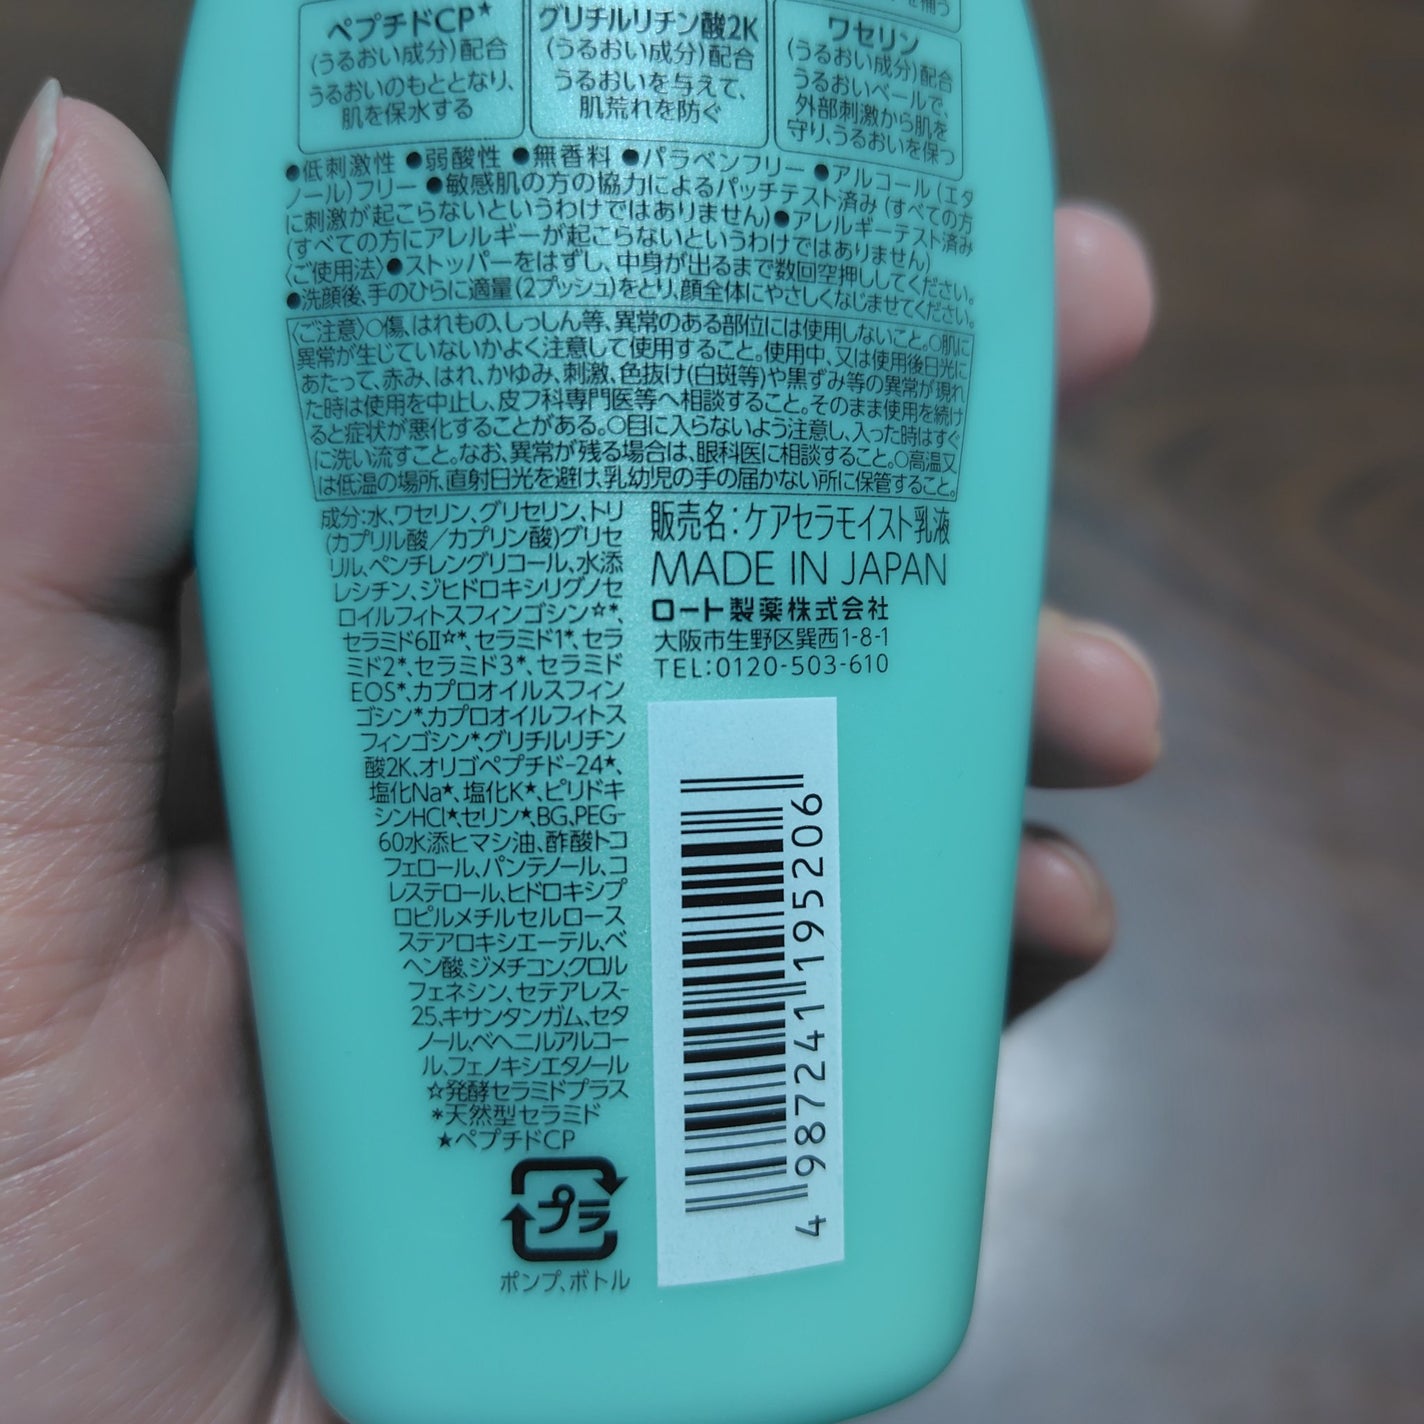 ペプチドCP★
(うるおい成分)配合
うるおいのもととなり、
肌を保水する
グリチルリチン酸2K
(うるおい成分)配合
うるおいを与えて、
肌荒れを防ぐ
ワセリン
(うるおい成分)配合
うるおいベールで、
外部刺激から肌を
守り、うるおいを保つ
●低刺激性 ●弱酸性 ●無香料 ●パラベンフリー ●アルコール(エタ
ノール)フリー ●敏感肌の方の協力によるパッチテスト済み(すべての方
に刺激が起こらないというわけではありません)●アレルギーテスト済み
(すべての方にアレルギーが起こらないというわけではありません)
〈ご使用法〉●ストッパーをはずし、中身が出るまで数回空押ししてください。
●洗顔後、手のひらに適量(2プッシュ)をとり、顔全体にやさしくなじませてください。
〈ご注意〉○傷、はれもの、しっしん等、異常のある部位には使用しないこと。○肌に
異常が生じていないかよく注意して使用すること。使用中、又は使用後日光に
あたって、赤み、はれ、かゆみ、刺激、色抜け(白斑等)や黒ずみ等の異常が現れ
た時は使用を中止し、皮フ科専門医等へ相談すること。そのまま使用を続け
ると症状が悪化することがある。○目に入らないよう注意し、入った時はすぐ
に洗い流すこと。なお、異常が残る場合は、眼科医に相談すること。○高温又
は低温の場所、直射日光を避け、乳幼児の手の届かない所に保管すること。
成分:水、ワセリン、グリセリン、トリ
(カプリル酸/カプリン酸)グリセ
リル、ペンチレングリコール、水添
レシチン、ジヒドロキシリグノセ
ロイルフィトスフィンゴシン☆*、
セラミド6Ⅱ☆*、セラミド1*、セラ
ミド2*、セラミド3*、セラミド
EOS*、カプロオイルスフィン
ゴシン*、カプロオイルフィトス
フィンゴシン*、グリチルリチン
酸2K、オリゴペプチド-24★、
塩化Na★、塩化K★、ピリドキ
シンHCl★、セリン★、BG、PEG-
60水添ヒマシ油、酢酸トコ
フェロール、パンテノール、コ
レステロール、ヒドロキシプ
ロピルメチルセルロース
ステアロキシエーテル、ベ
ヘン酸、ジメチコン、クロル
フェネシン、セテアレス-
25、キサンタンガム、セタ
ノール、ベヘニルアルコー
ル、フェノキシエタノール
☆発酵セラミドプラス
*天然型セラミド
★ペプチドCP
プラ
ポンプ、ボトル
販売名:ケアセラモイスト乳液
MADE IN JAPAN
ロート製薬株式会社
大阪市生野区巽西1-8-1
TEL:0120-503-610
4 987241 195206